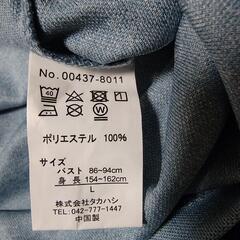 No.00437-8011
40
W
ポリエステル 100%
サイズ
バスト 86~94cm
身 長 154~162cm
L
株式会社タカハシ
TEL:042-777-1447
中国製